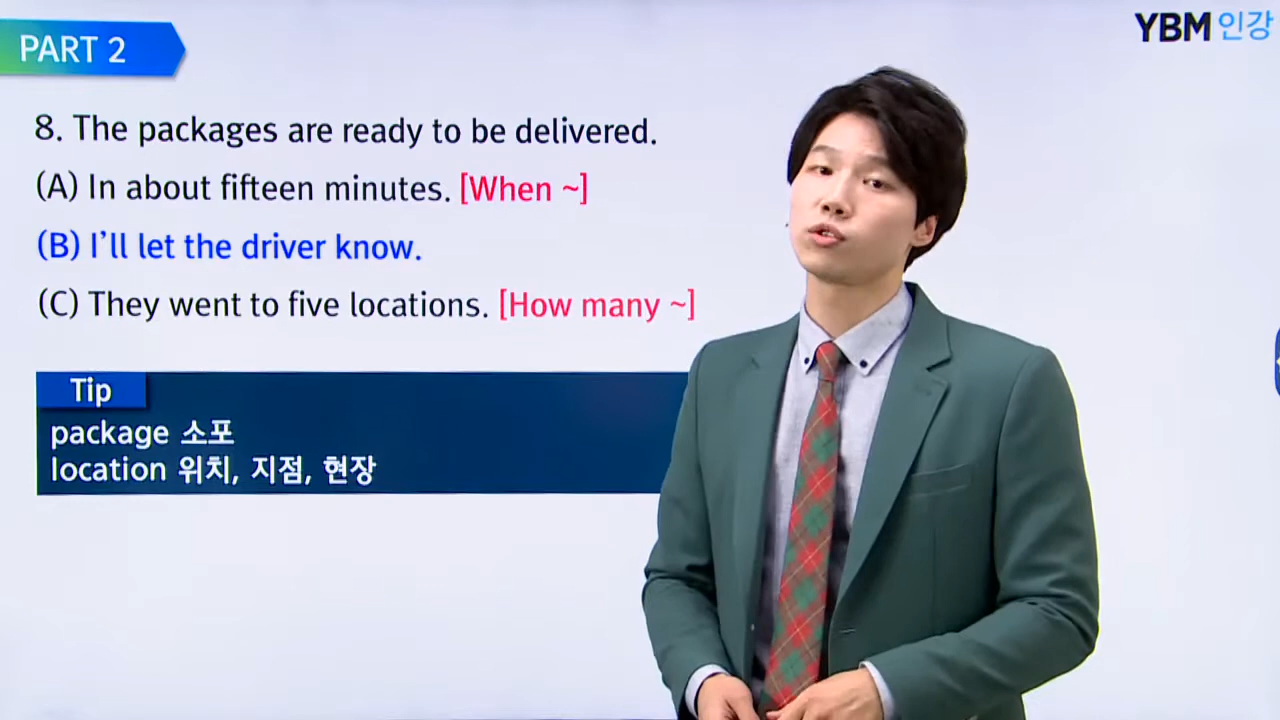 PART 2
YBM 인강
8. The packages are ready to be delivered.
(A) In about fifteen minutes. [When ~]
(B) I'll let the driver know.
(C) They went to five locations. [How many ~]
Tip
package 소포
location 위치, 지점, 현장